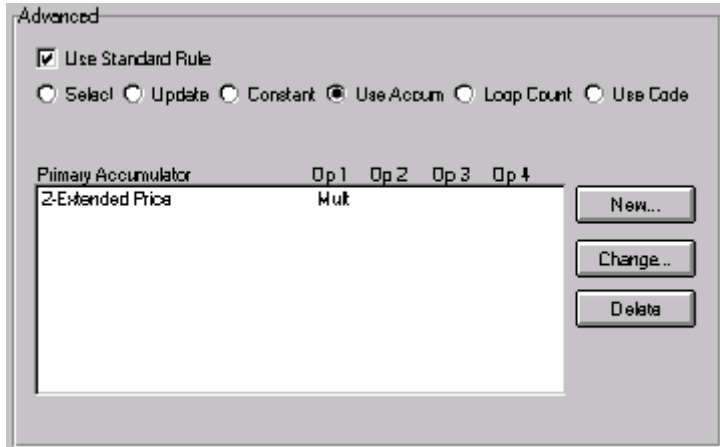 Advanced
Use Standard Rule
Select Update Constant Use Accum Loop Count Use Code
Primary Accumulator Op 1 Op 2 Op 3 Op 4
2-Extended Price Mult
New...
Change...
Delete